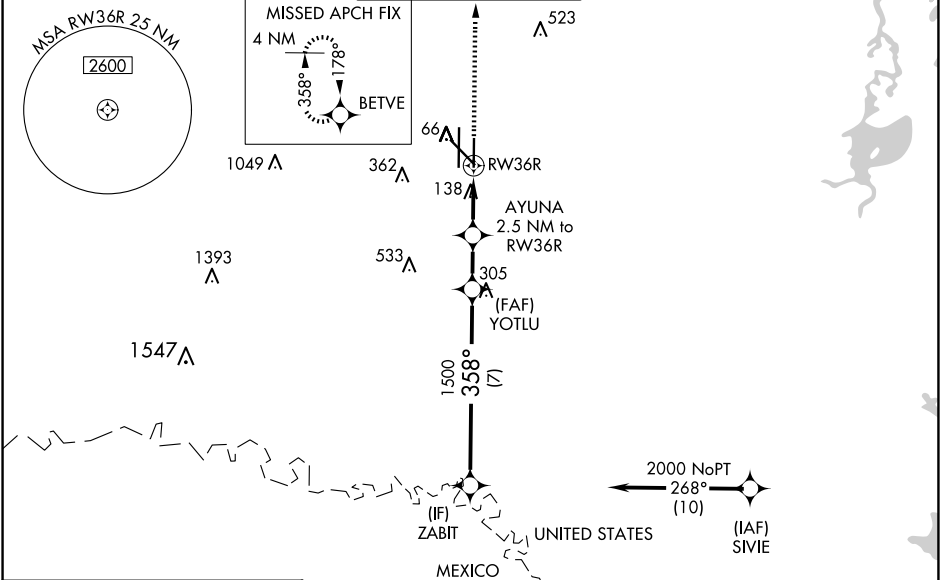 MSA RW36R 25 NM
2600
MISSED APCH FIX
4 NM
358°
178°
BETVE
523
66
RW36R
1049
362
138
AYUNA
2.5 NM to
RW36R
1393
533
305
(FAF)
YOTLU
1547
1500
358°
(7)
2000 NoPT
268°
(10)
(IF)
ZABIT
(IAF)
SIVIE
UNITED STATES
MEXICO